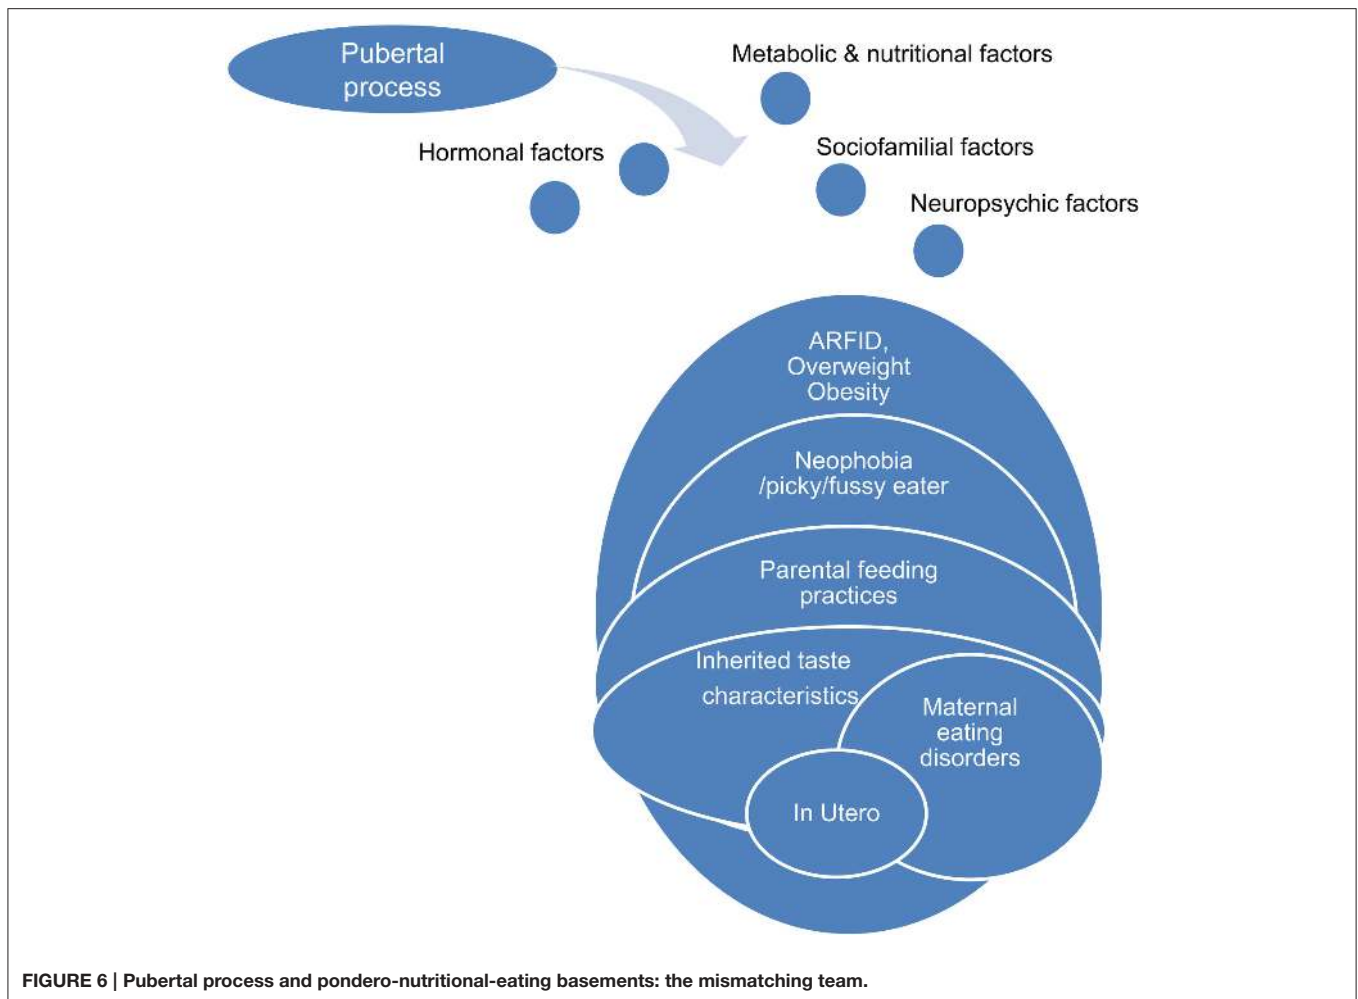 Pubertal
process
Metabolic & nutritional factors
Hormonal factors
Sociofamilial factors
Neuropsychic factors
ARFID,
Overweight
Obesity
Neophobia
/picky/fussy eater
Parental feeding
practices
Inherited taste
characteristics
Maternal
eating
disorders
In Utero
FIGURE 6 | Pubertal process and pondero-nutritional-eating basements: the mismatching team.